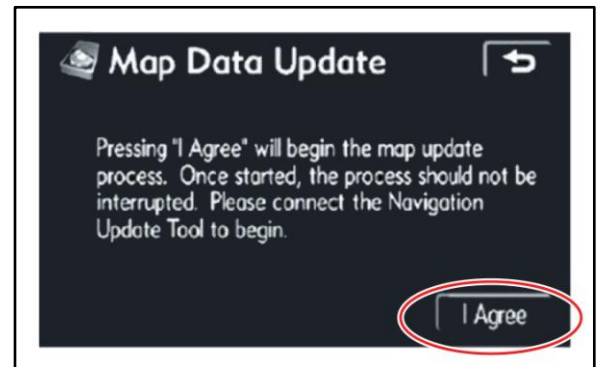 Map Data Update
Pressing "I Agree" will begin the map update
process. Once started, the process should not be
interrupted. Please connect the Navigation
Update Tool to begin.
I Agree